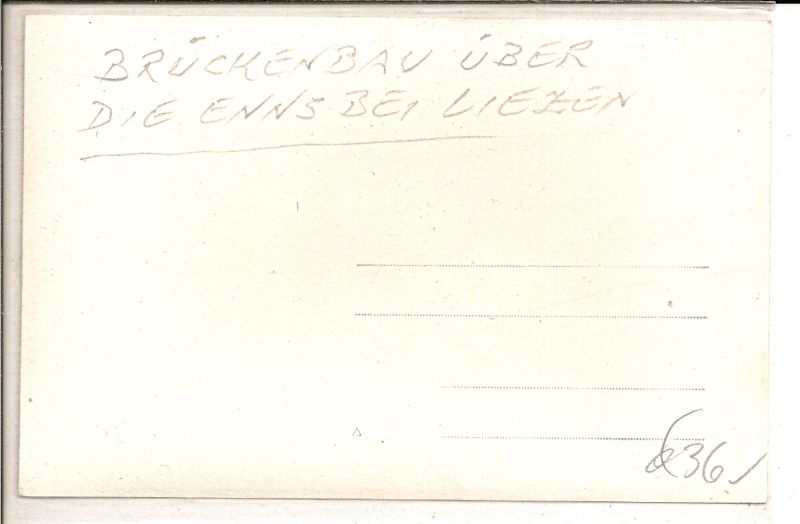 BRÜCKENBAU ÜBER
DIE ENNS BEI LIEZEN
€36.-